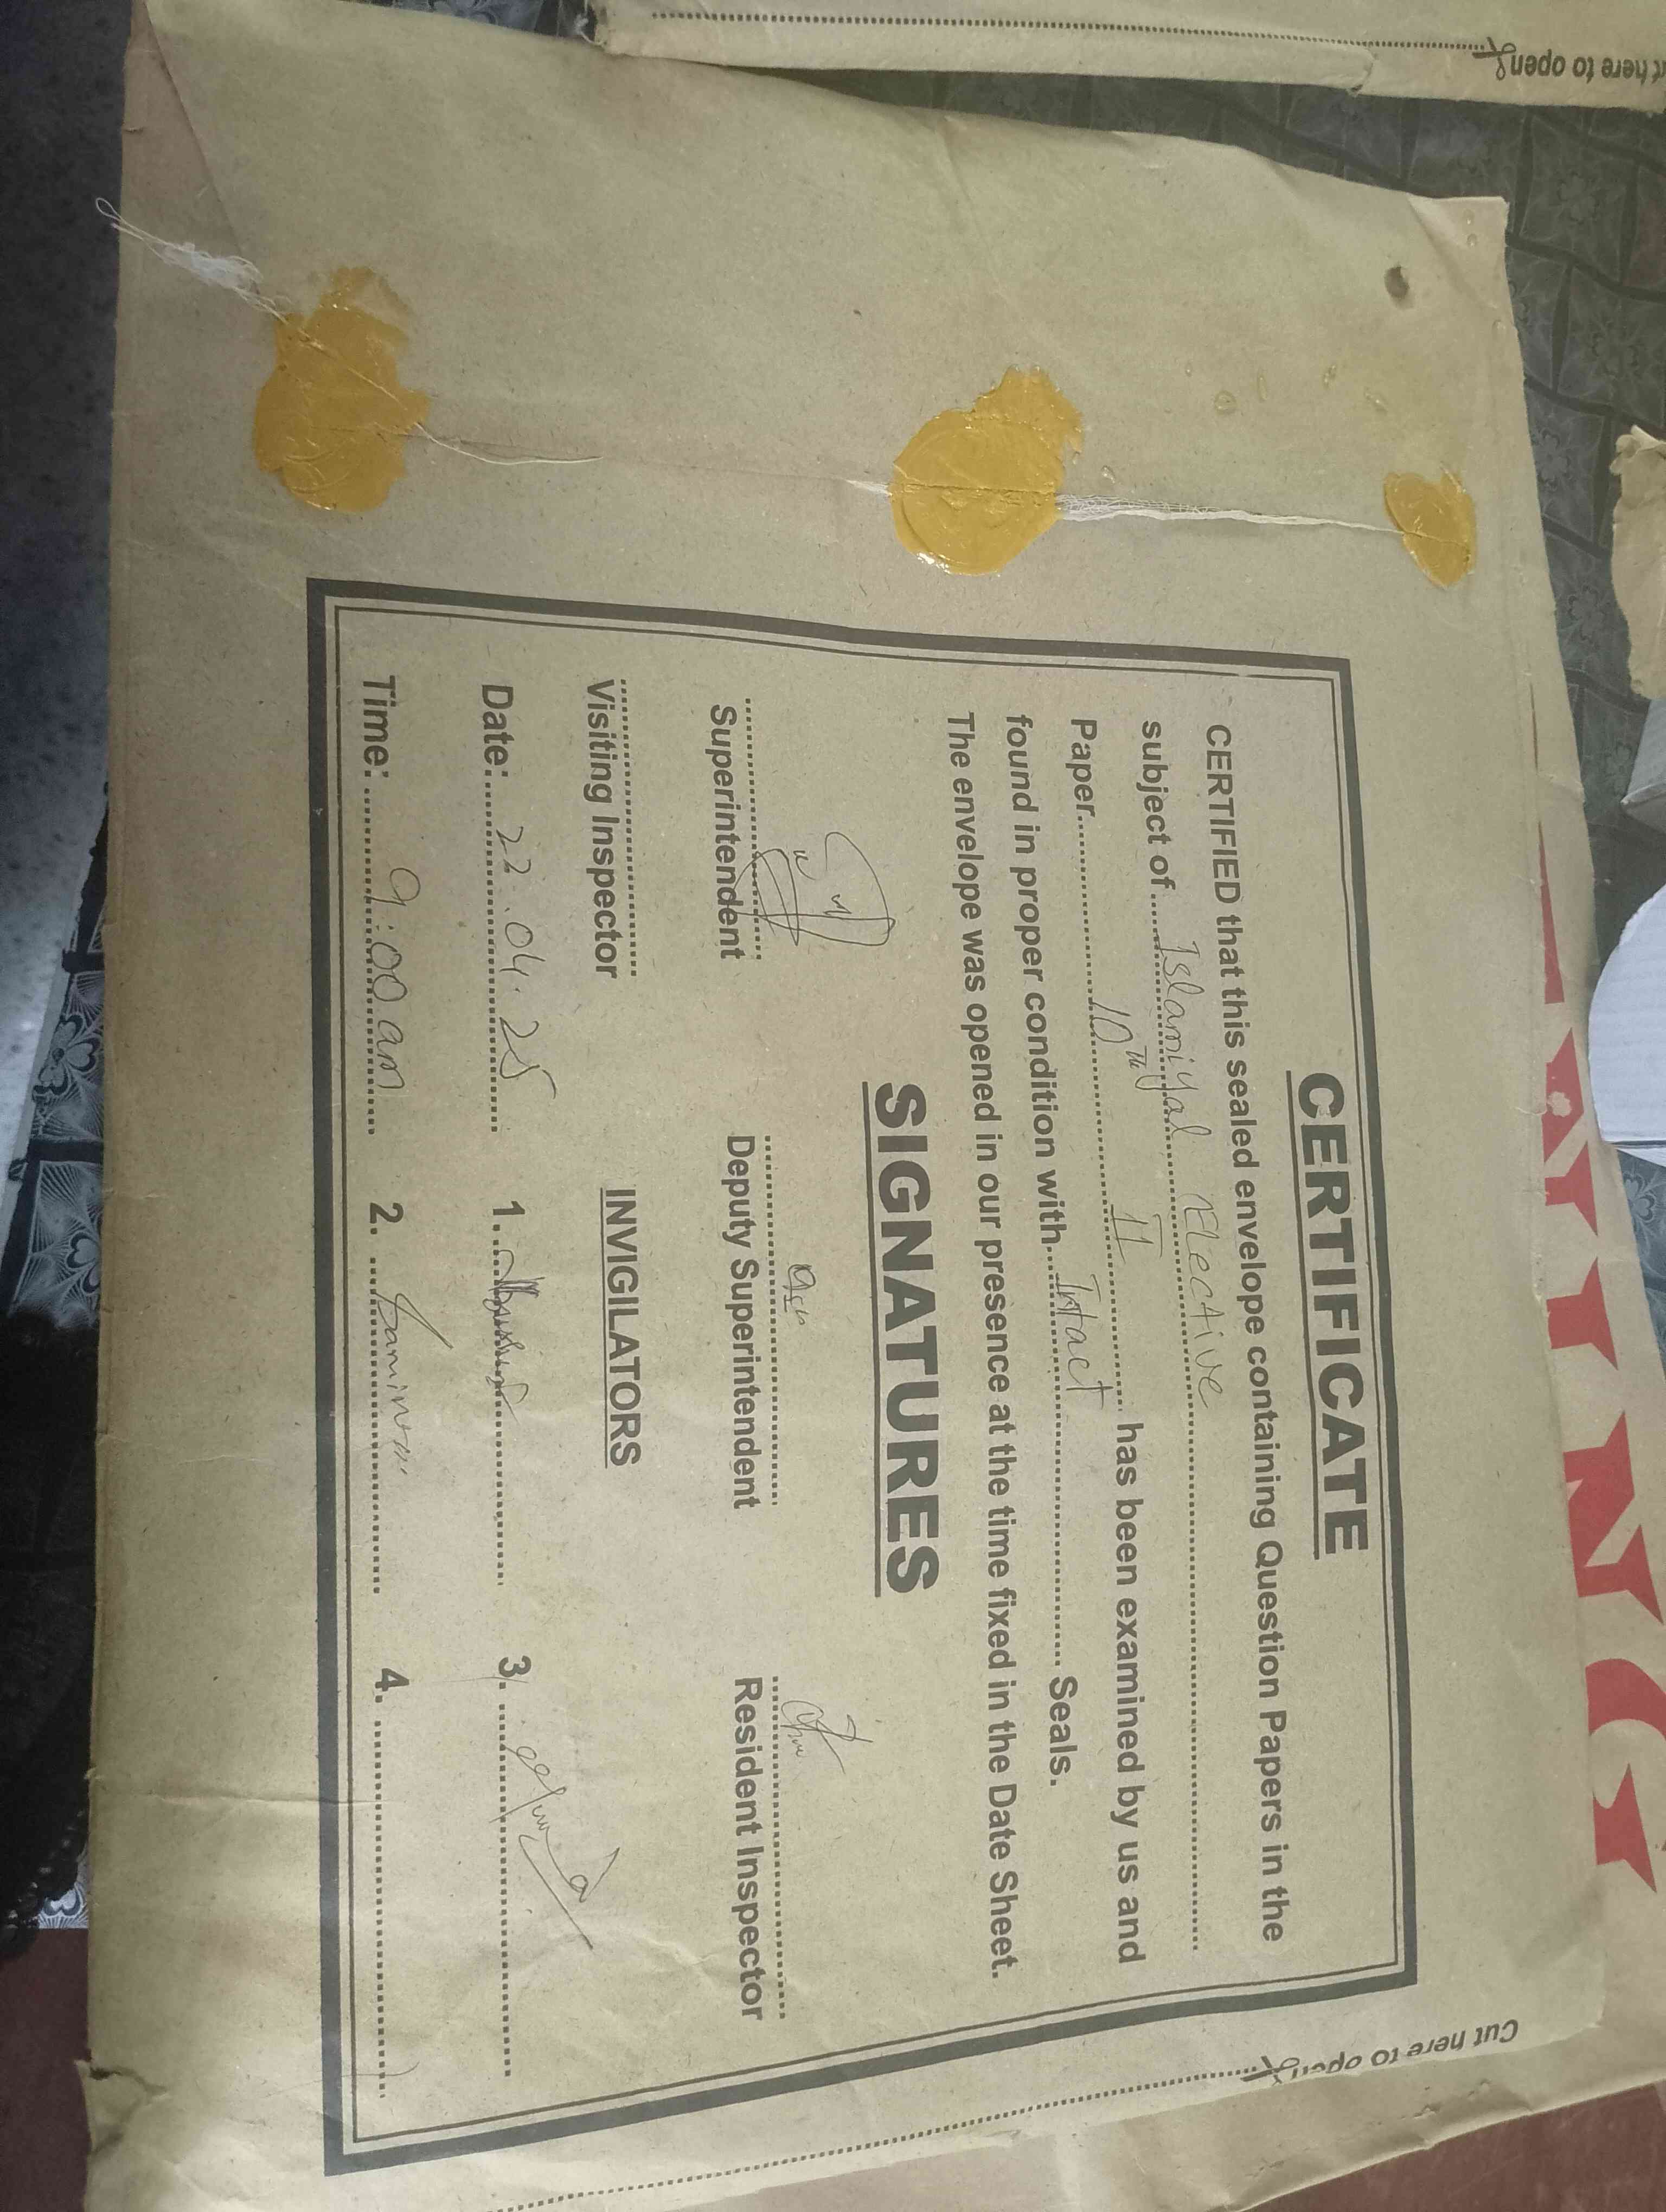 CERTIFICATE
CERTIFIED that this sealed envelope containing Question Papers in the
subject of Islamiyat Elective
Paper 10TH II has been examined by us and
found in proper condition with Intact Seals.
The envelope was opened in our presence at the time fixed in the Date Sheet.
SIGNATURES
Superintendent Deputy Superintendent Resident Inspector
Visiting Inspector INVIGILATORS
Date: 22.04.25 1. 3.
Time: 9:00 am 2. 4.
Cut here to open
t here to open